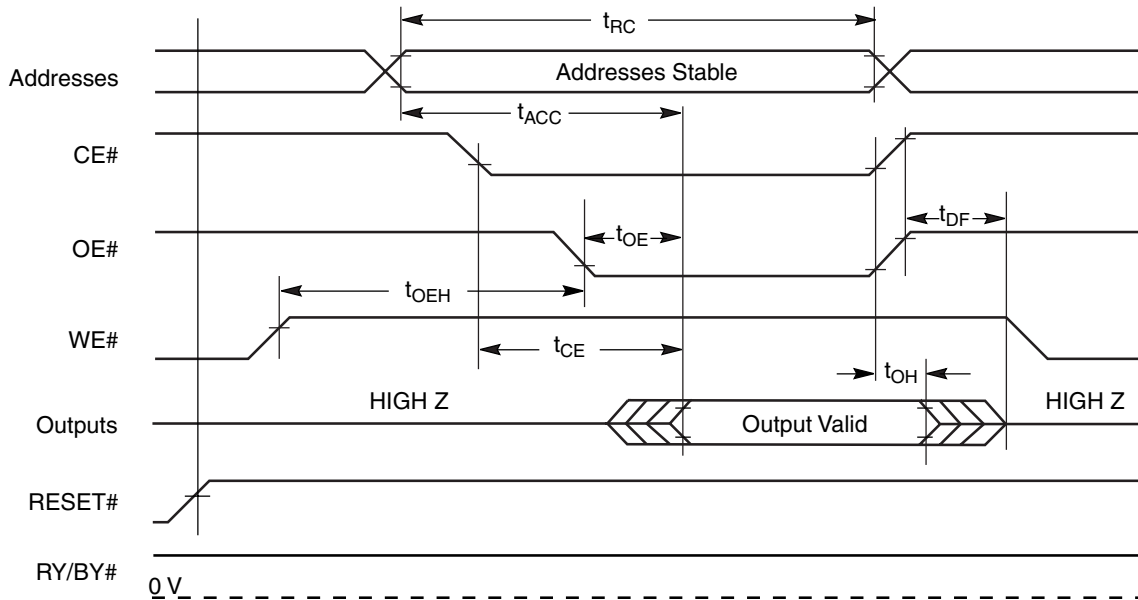 tRC
Addresses
Addresses Stable
tACC
CE#
tDF
OE#
tOE
tOEH
WE#
tCE
tOH
HIGH Z
HIGH Z
Outputs
Output Valid
RESET#
RY/BY#
0 V